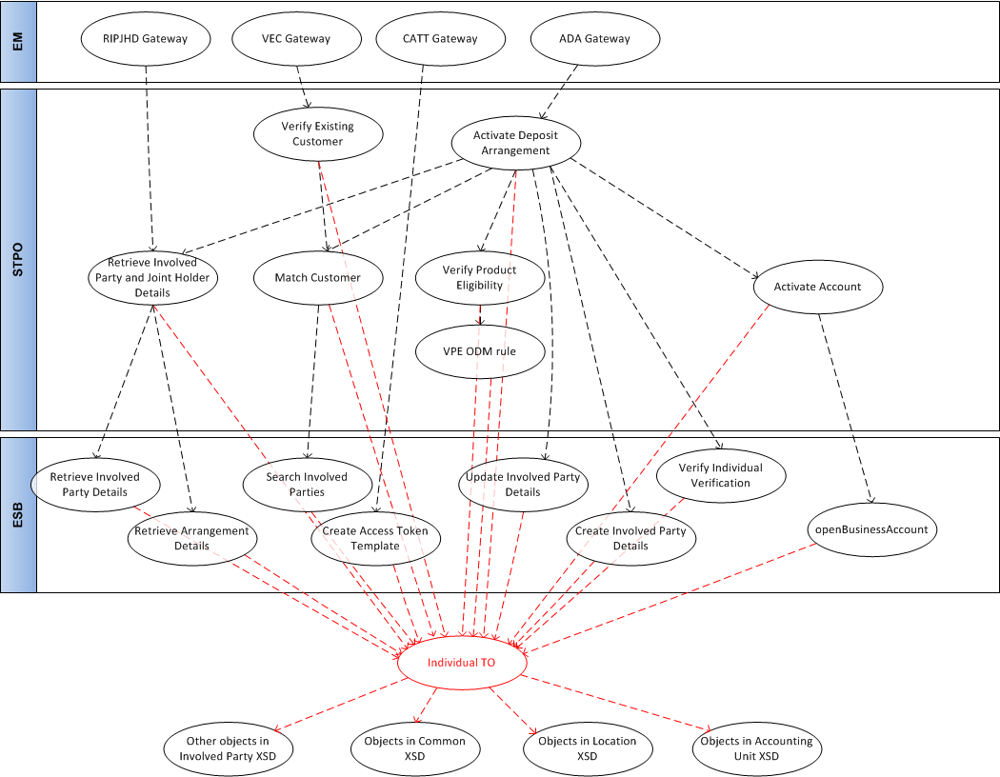 EM
RIPJHD Gateway
VEC Gateway
CATT Gateway
ADA Gateway
STPO
Verify Existing
Customer
Activate Deposit
Arrangement
Retrieve Involved
Party and Joint Holder
Details
Match Customer
Verify Product
Eligibility
Activate Account
VPE ODM rule
ESB
Retrieve Involved
Party Details
Search Involved
Parties
Update Involved Party
Details
Verify Individual
Verification
Retrieve Arrangement
Details
Create Access Token
Template
Create Involved Party
Details
openBusinessAccount
Individual TO
Other objects in
Involved Party XSD
Objects in Common
XSD
Objects in Location
XSD
Objects in Accounting
Unit XSD